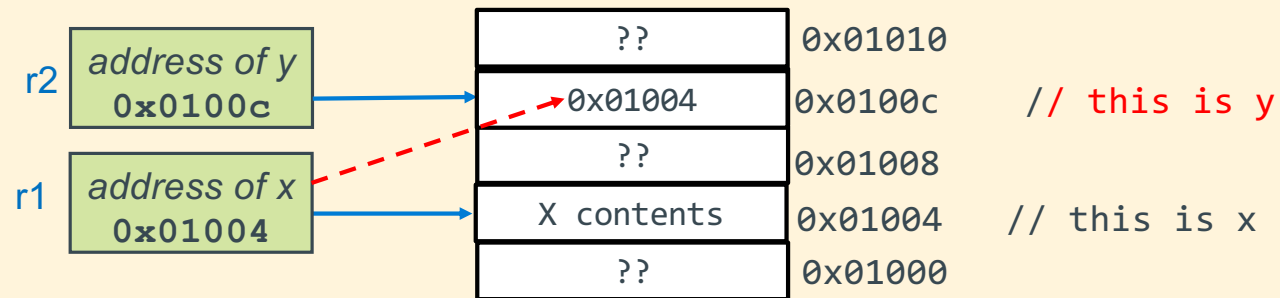 ?? 0x01010
r2 address of y
0x0100c
0x01004 0x0100c // this is y
?? 0x01008
r1 address of x
0x01004
X contents 0x01004 // this is x
?? 0x01000